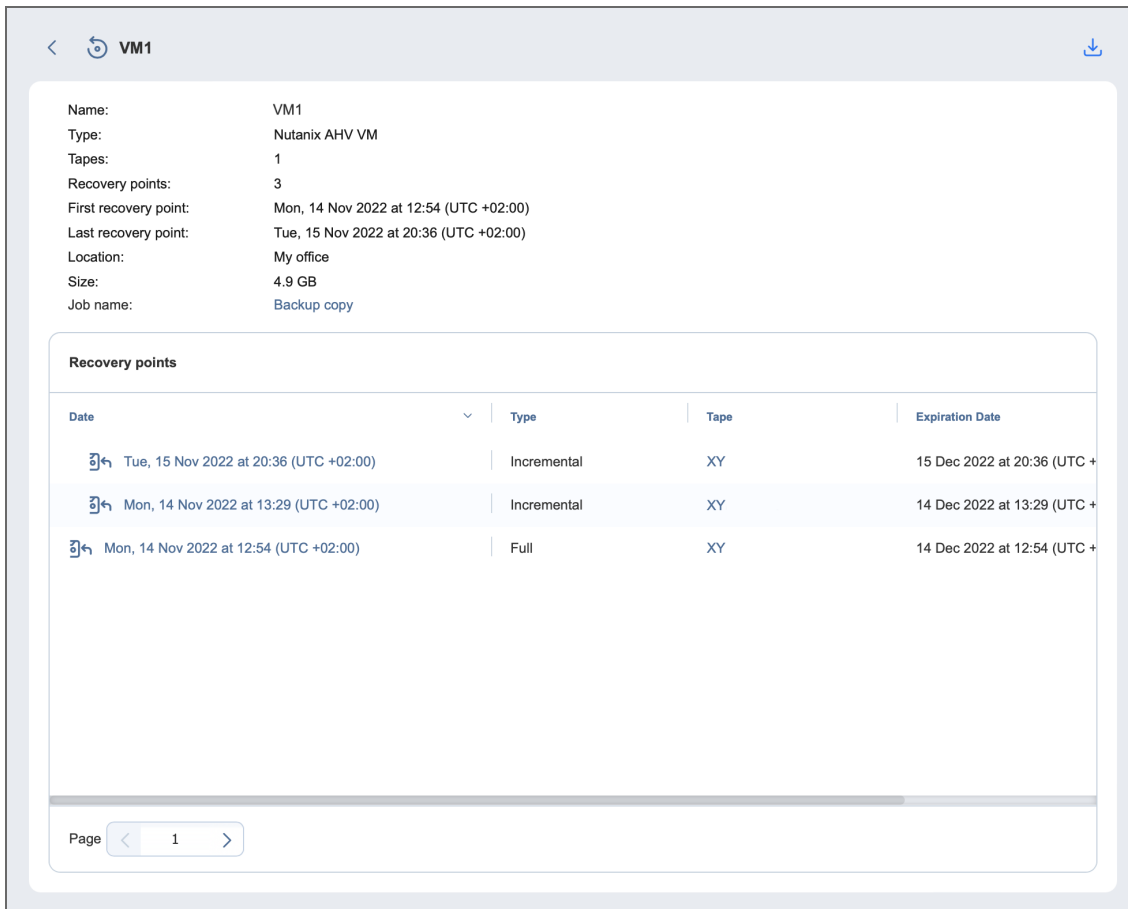 VM1
Name: VM1
Type: Nutanix AHV VM
Tapes: 1
Recovery points: 3
First recovery point: Mon, 14 Nov 2022 at 12:54 (UTC +02:00)
Last recovery point: Tue, 15 Nov 2022 at 20:36 (UTC +02:00)
Location: My office
Size: 4.9 GB
Job name: Backup copy
Recovery points
Date Type Tape Expiration Date
Tue, 15 Nov 2022 at 20:36 (UTC +02:00) Incremental XY 15 Dec 2022 at 20:36 (UTC +
Mon, 14 Nov 2022 at 13:29 (UTC +02:00) Incremental XY 14 Dec 2022 at 13:29 (UTC +
Mon, 14 Nov 2022 at 12:54 (UTC +02:00) Full XY 14 Dec 2022 at 12:54 (UTC +
Page 1